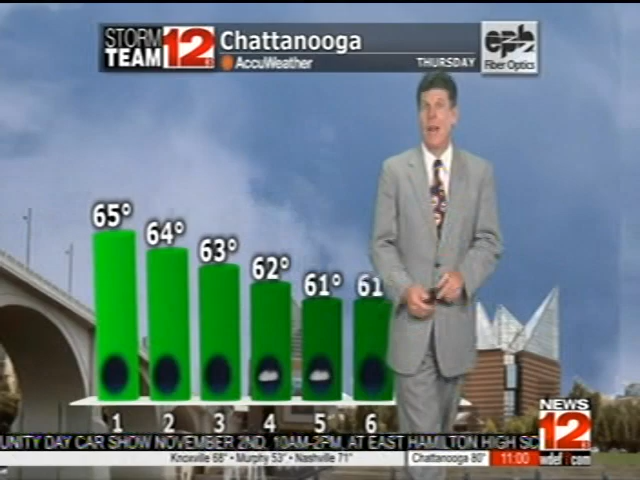 STORM TEAM 12
Chattanooga
AccuWeather
THURSDAY
epb
Fiber Optics
65°
64°
63°
62°
61°
61
1 2 3 4 5 6
NEWS
12
UNITY DAY CAR SHOW NOVEMBER 2ND, 10AM-2PM, AT EAST HAMILTON HIGH SC
Knoxville 68° • Murphy 53° • Nashville 71°
Chattanooga 80°
11:00
wdef.com